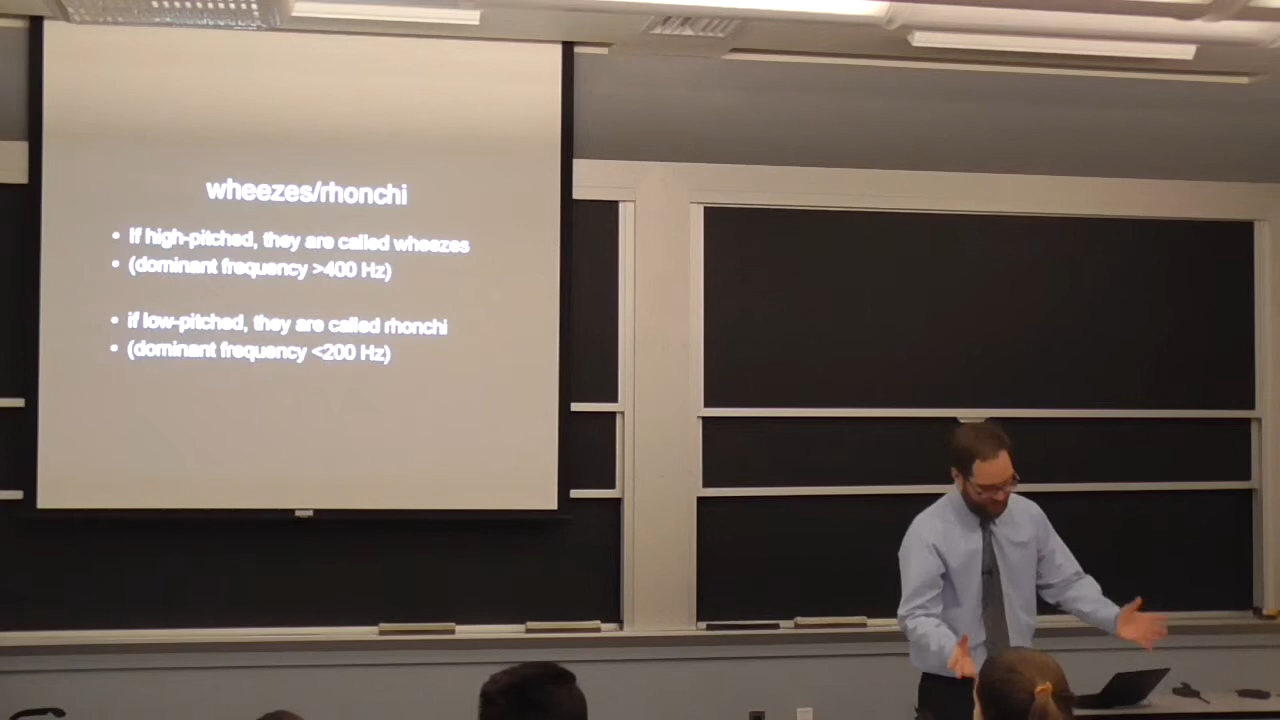 wheezes/rhonchi
• If high-pitched, they are called wheezes
• (dominant frequency >400 Hz)
• if low-pitched, they are called rhonchi
• (dominant frequency <200 Hz)